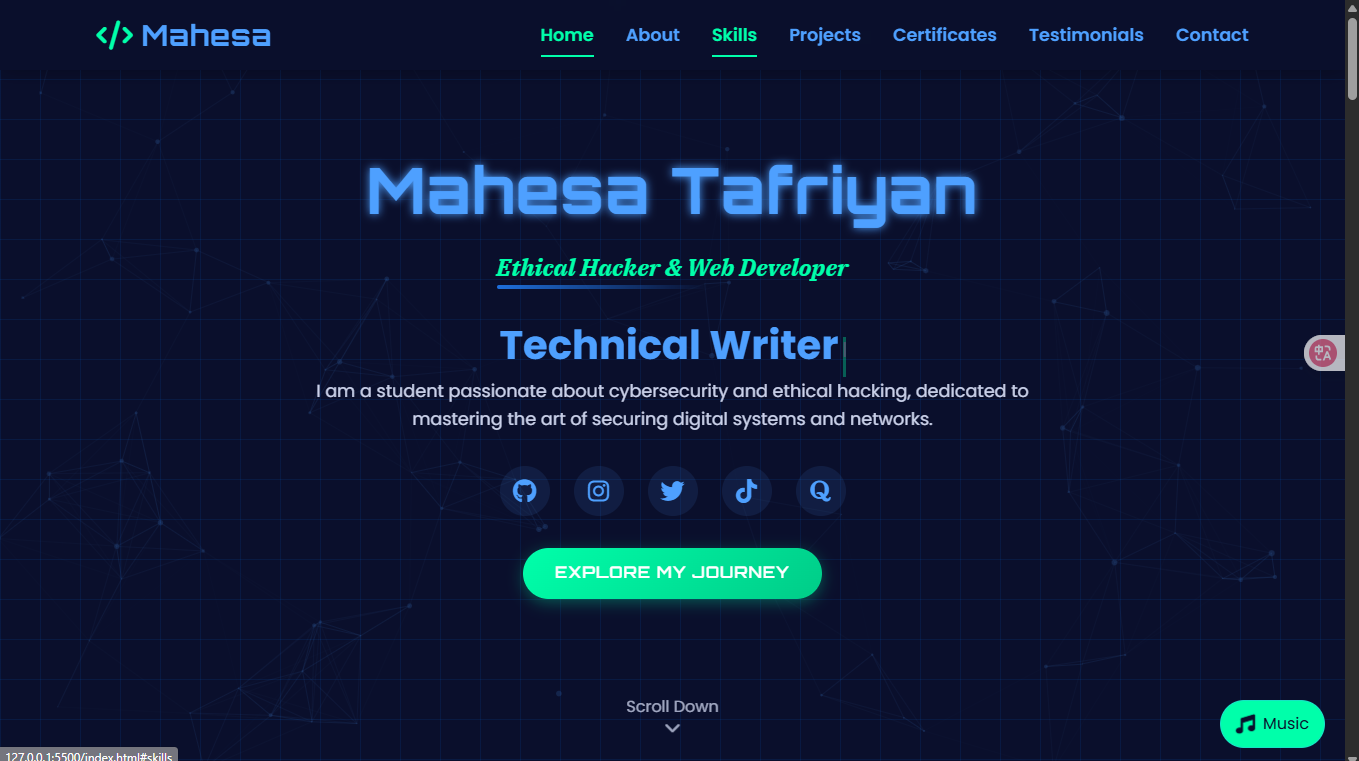 </> Mahesa
Home About Skills Projects Certificates Testimonials Contact
Mahesa Tafriyan
Ethical Hacker & Web Developer
Technical Writer
I am a student passionate about cybersecurity and ethical hacking, dedicated to
mastering the art of securing digital systems and networks.
EXPLORE MY JOURNEY
Scroll Down
Music
127.0.0.1:5500/index.html#skills